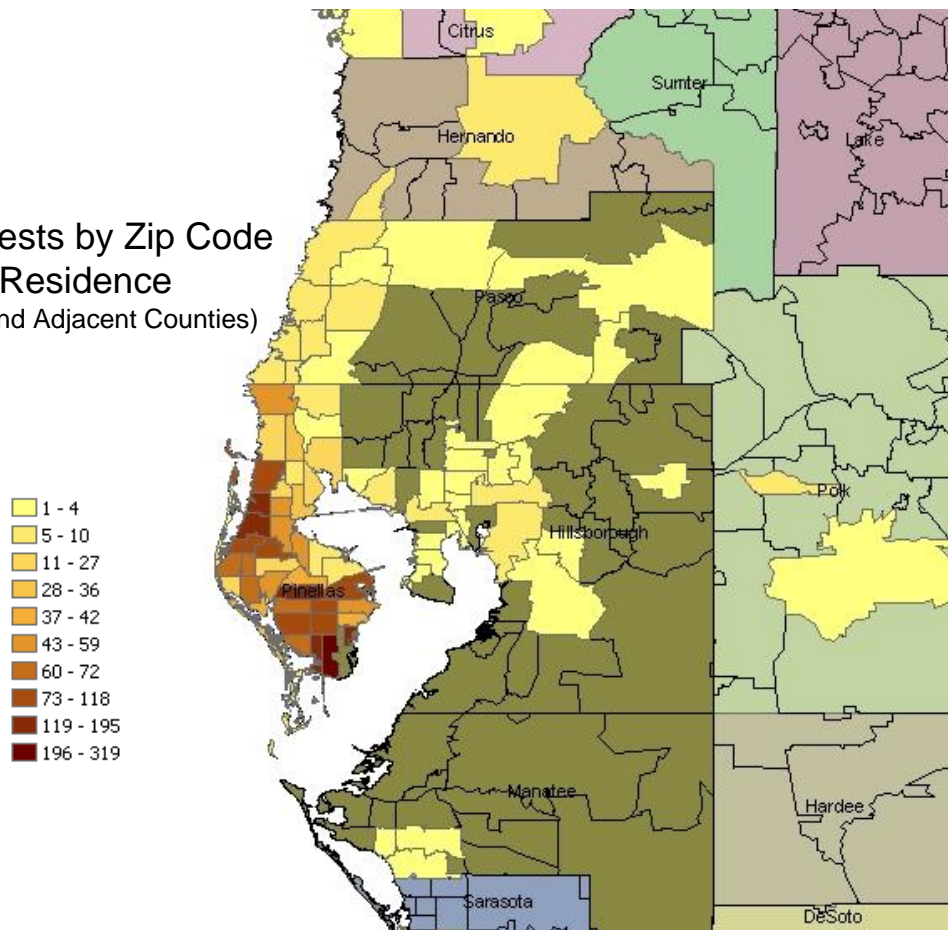 Citrus
Sumter
Hernando
Lake
ests by Zip Code
Residence
nd Adjacent Counties)
Pasco
1 - 4
5 - 10
11 - 27
28 - 36
37 - 42
43 - 59
60 - 72
73 - 118
119 - 195
196 - 319
Polk
Hillsborough
Pinellas
Manatee
Hardee
Sarasota
DeSoto